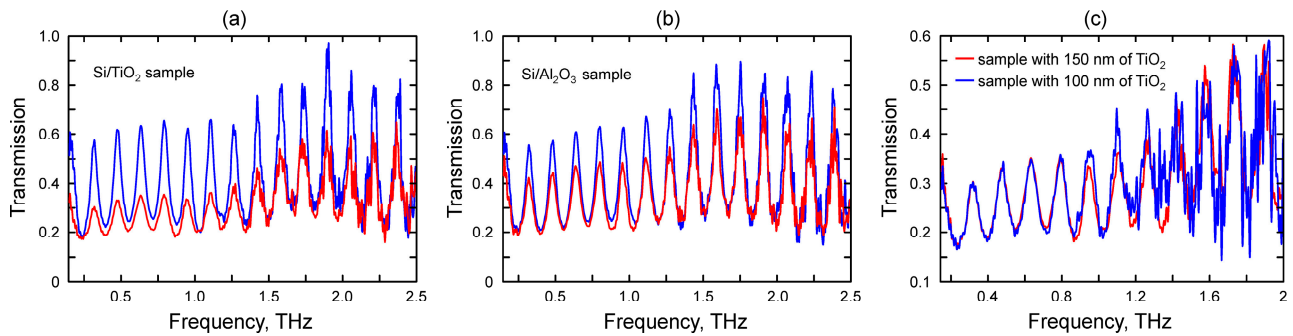 (a)
1.0
0.8
0.6
0.4
0.2
0
Transmission
Si/TiO₂ sample
0.5
1.0
1.5
2.0
2.5
Frequency, THz
(b)
1.0
0.8
0.6
0.4
0.2
0
Transmission
Si/Al₂O₃ sample
0.5
1.0
1.5
2.0
2.5
Frequency, THz
(c)
0.6
0.5
0.4
0.3
0.2
0.1
Transmission
sample with 150 nm of TiO₂
sample with 100 nm of TiO₂
0.4
0.8
1.2
1.6
2
Frequency, THz